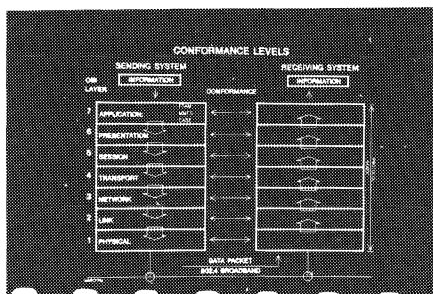 CONFORMANCE LEVELS
SENDING SYSTEM
RECEIVING SYSTEM
OSI
LAYER
INFORMATION
INFORMATION
CONFORMANCE
7 APPLICATION
6 PRESENTATION
5 SESSION
4 TRANSPORT
3 NETWORK
2 LINK
1 PHYSICAL
DATA PACKET
802.4 BROADBAND